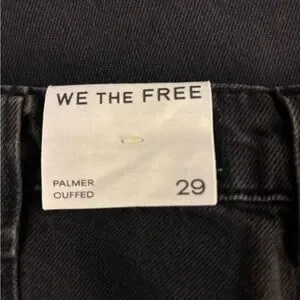 WE THE FREE
PALMER
CUFFED
29